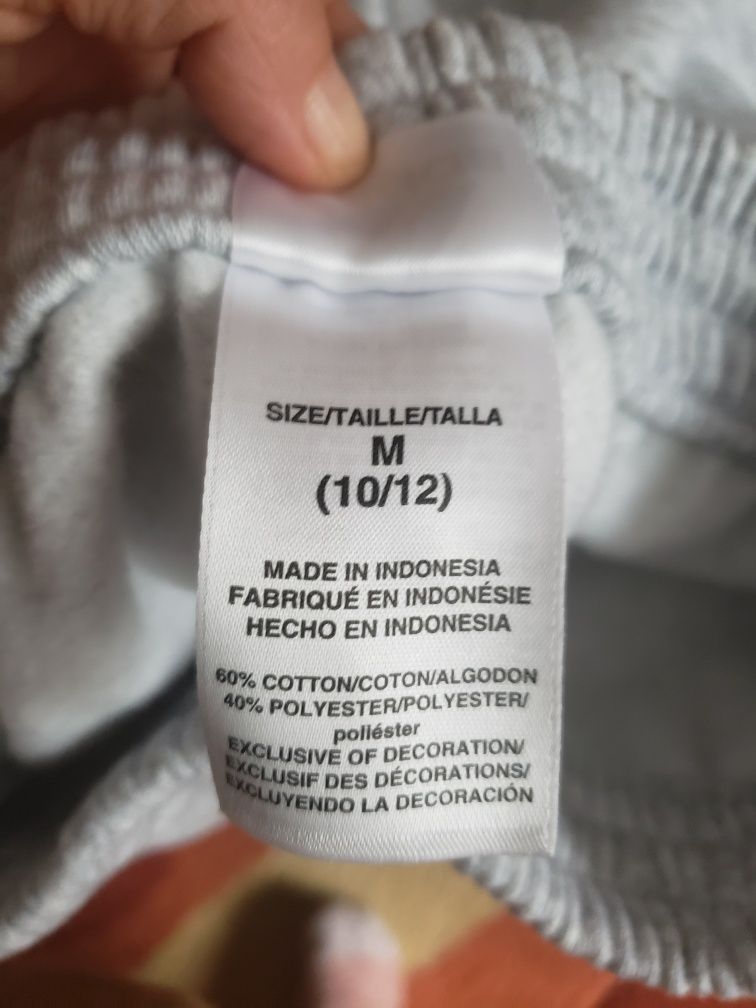 SIZE/TAILLE/TALLA
M
(10/12)
MADE IN INDONESIA
FABRIQUÉ EN INDONÉSIE
HECHO EN INDONESIA
60% COTTON/COTON/ALGODON
40% POLYESTER/POLYESTER/
poliéster
EXCLUSIVE OF DECORATION/
EXCLUSIF DES DÉCORATIONS/
EXCLUYENDO LA DECORACIÓN